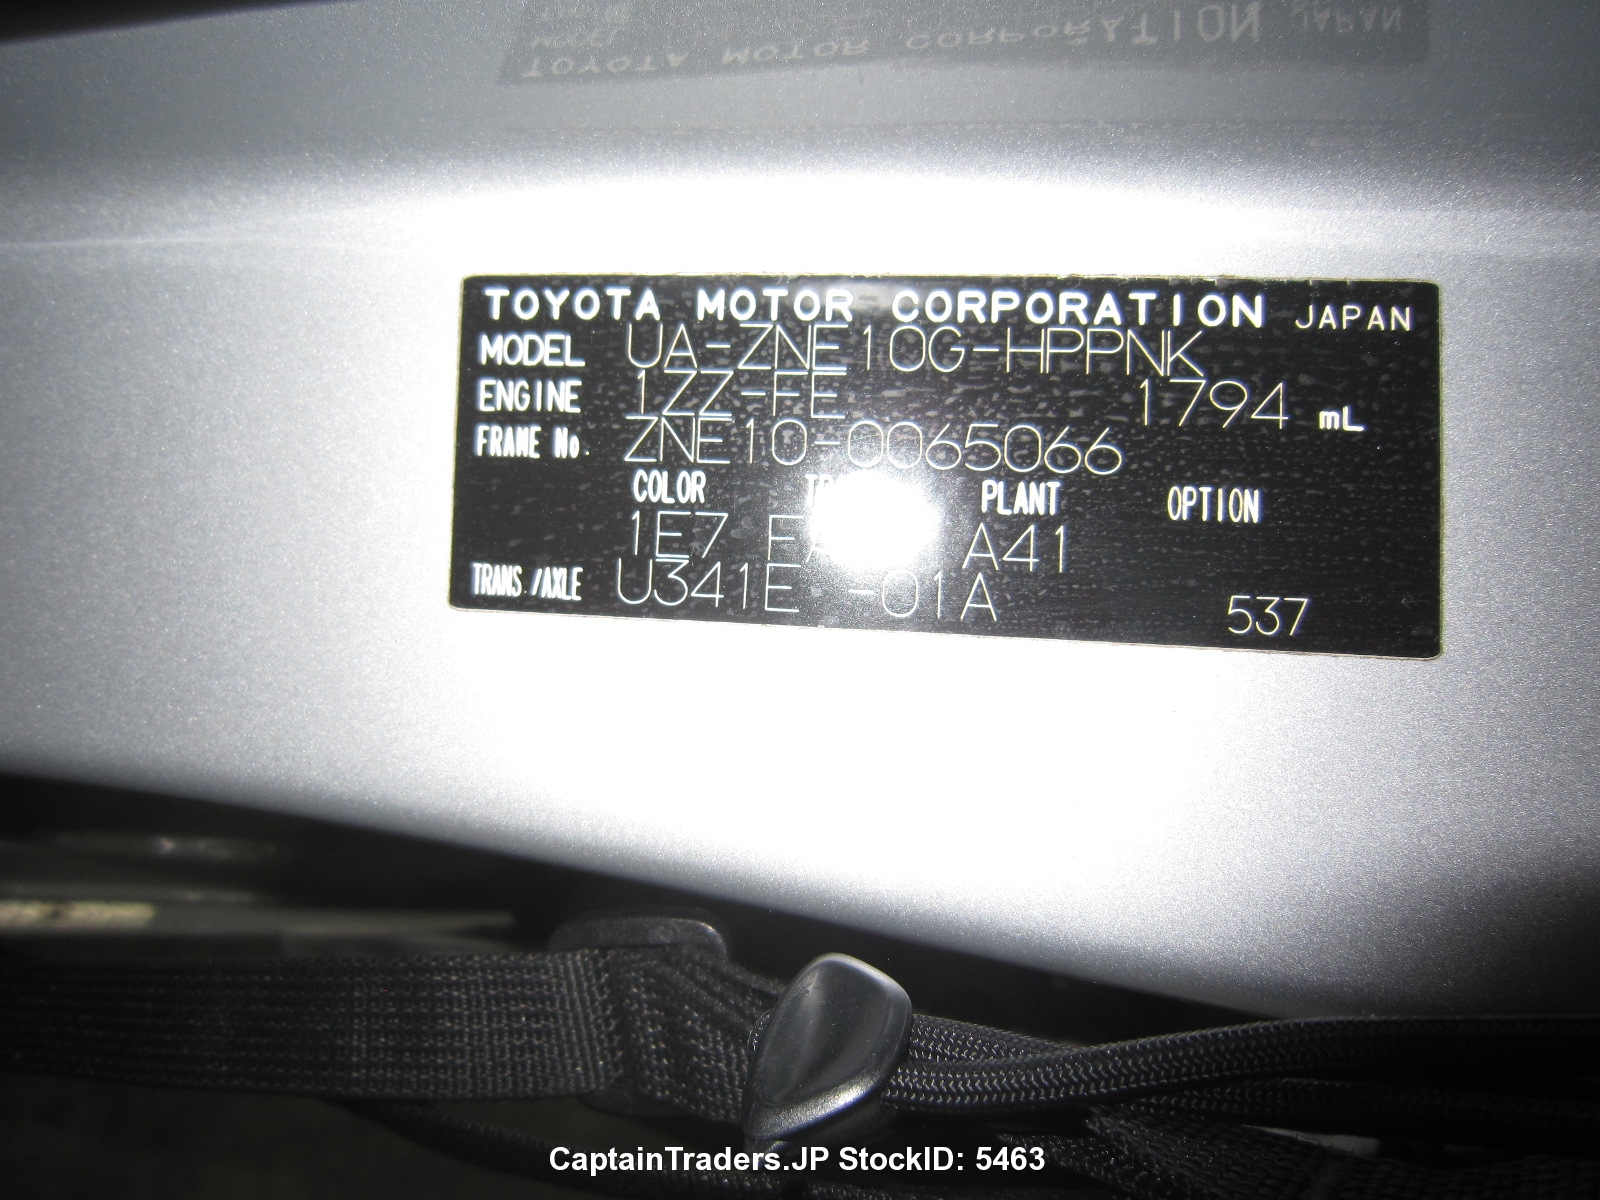 TOYOTA MOTOR CORPORATION JAPAN
MODEL UA-ZNE10G-HPPNK
ENGINE 1ZZ-FE 1794 mL
FRAME No. ZNE10-0065066
COLOR PLANT OPTION
1E7 A41
TRANS./AXLE U341E -01A 537
CaptainTraders.JP StockID: 5463